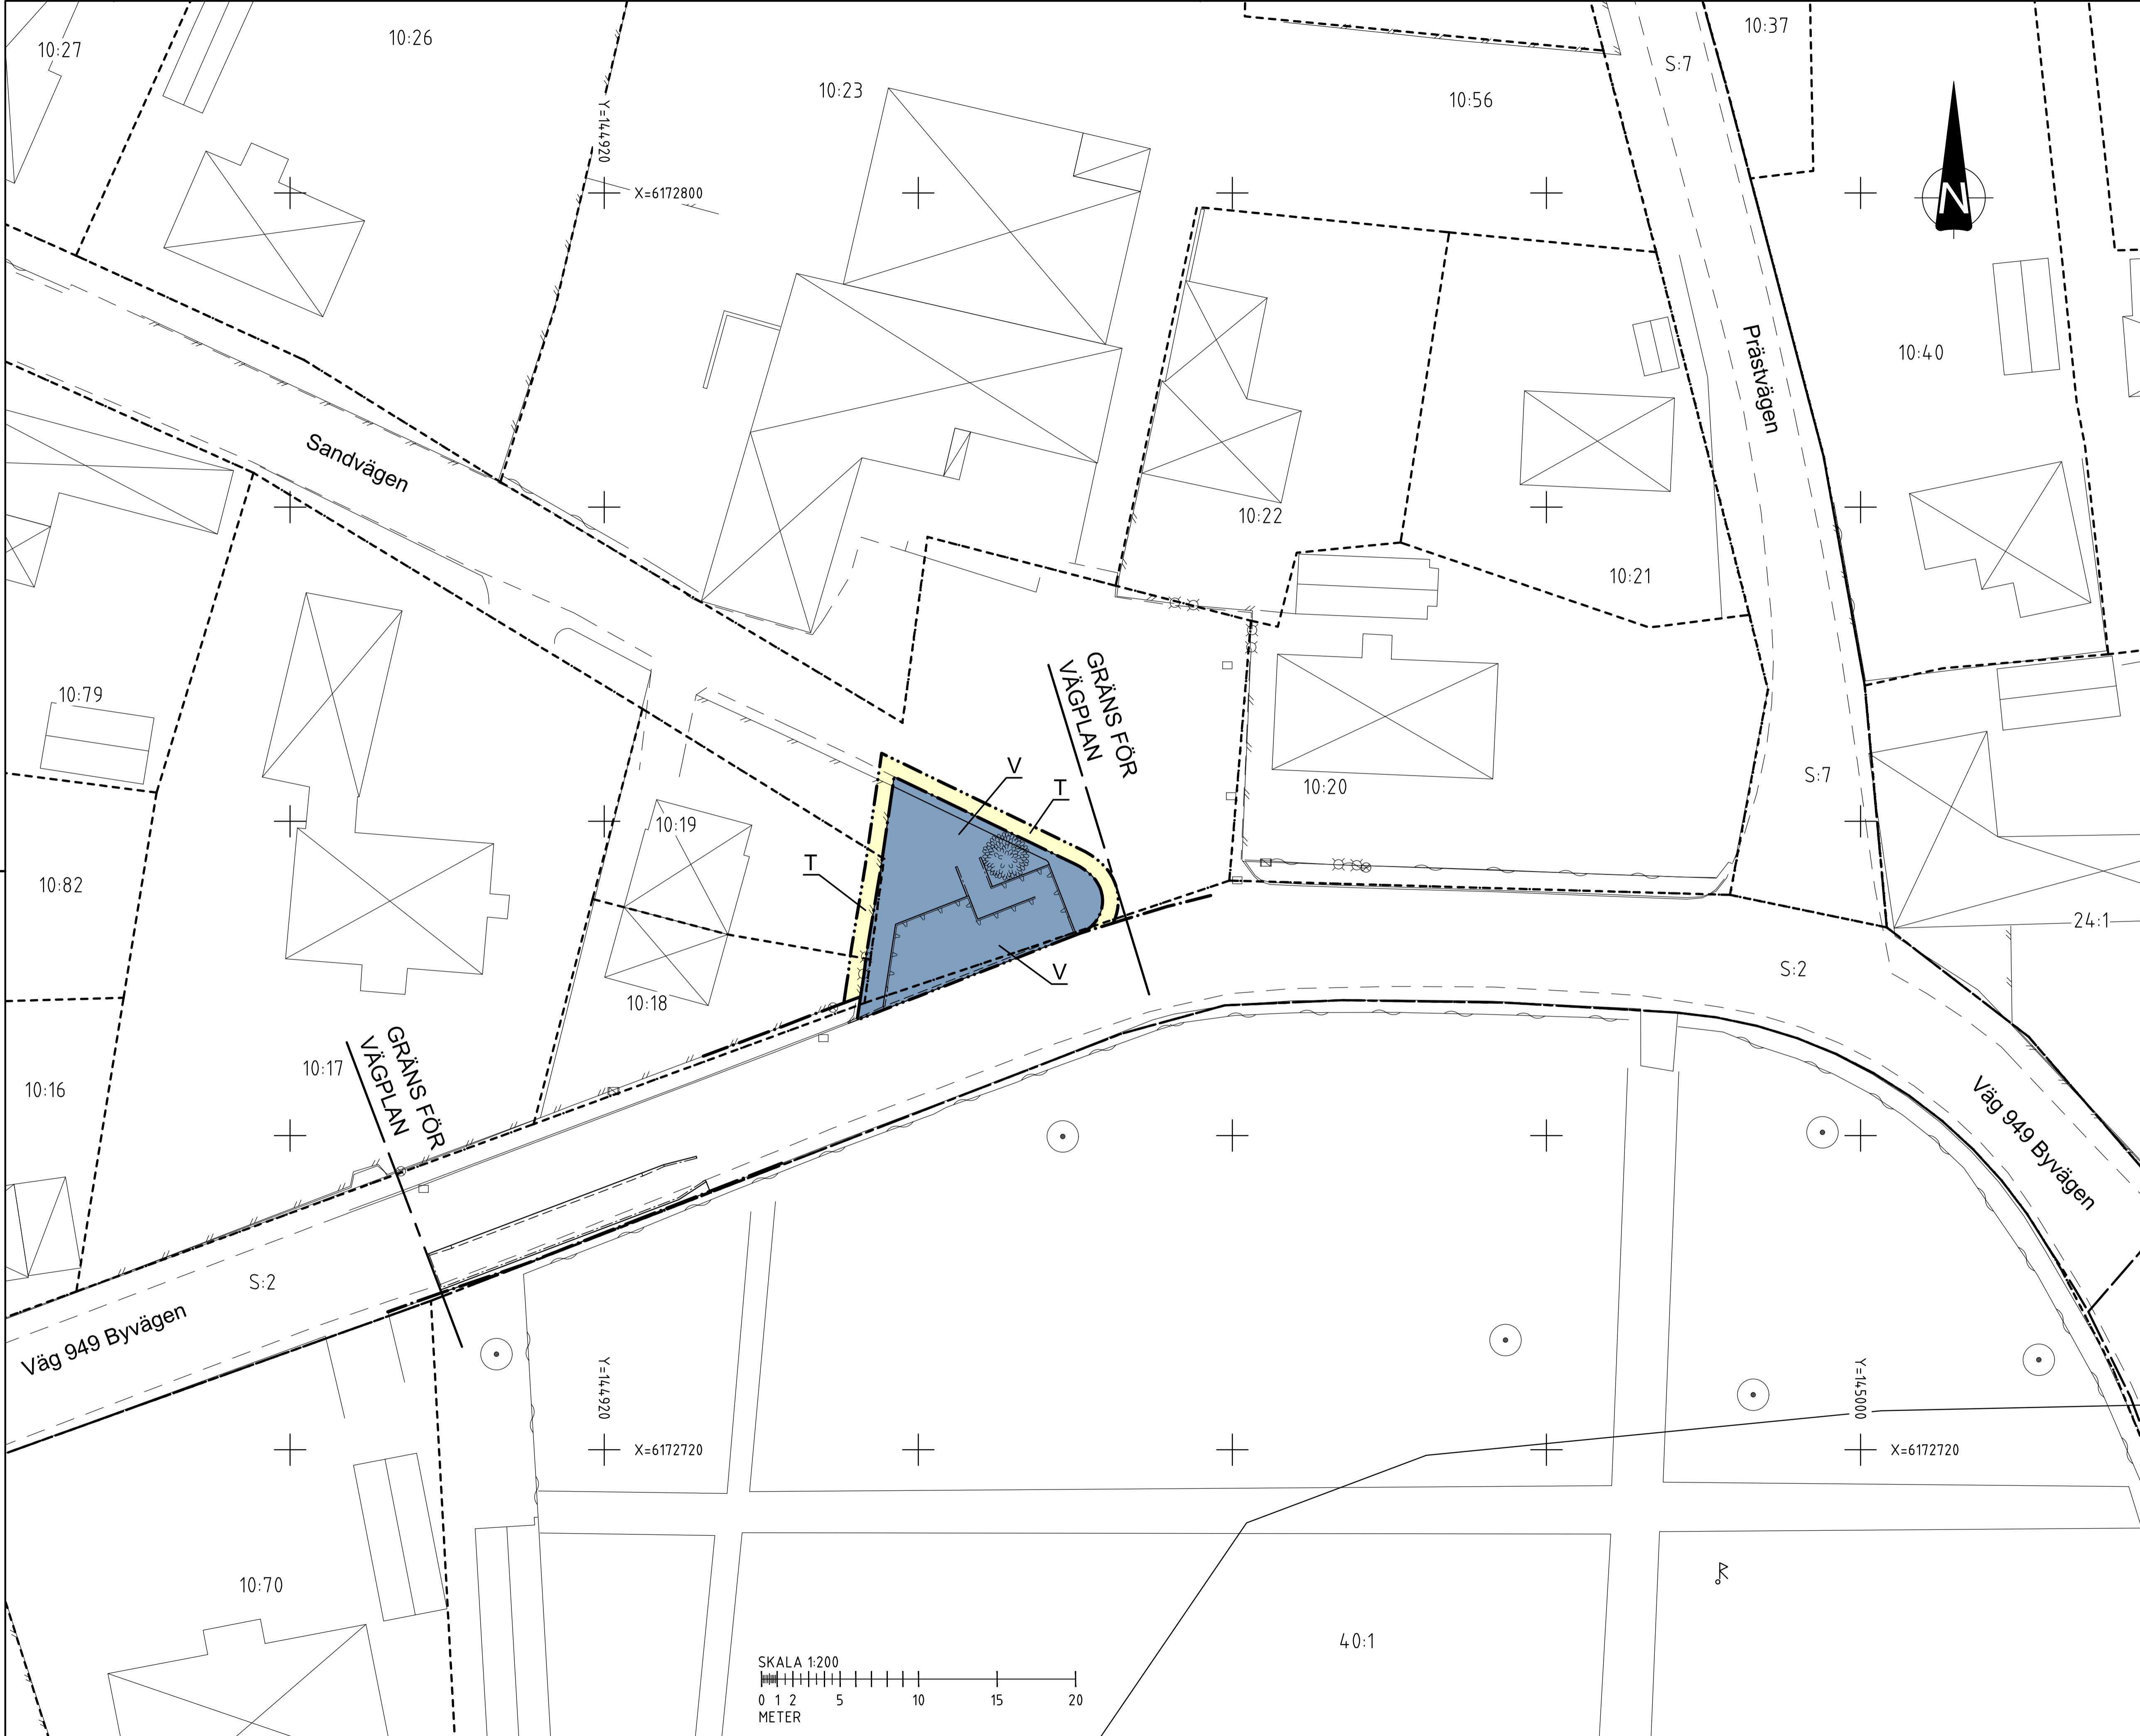 10:27
10:26
10:23
10:56
S:7
10:37
Y=144920
X=6172800
N
Prästvägen
10:40
Sandvägen
10:22
10:21
10:79
GRÄNS FÖR
VÄGPLAN
V
T
10:20
S:7
10:19
T
10:82
24:1
S:2
V
10:18
10:17
GRÄNS FÖR
VÄGPLAN
10:16
Väg 949 Byvägen
S:2
Väg 949 Byvägen
Y=144920
Y=145000
X=6172720
X=6172720
10:70
40:1
SKALA 1:200
0 1 2 5 10 15 20
METER